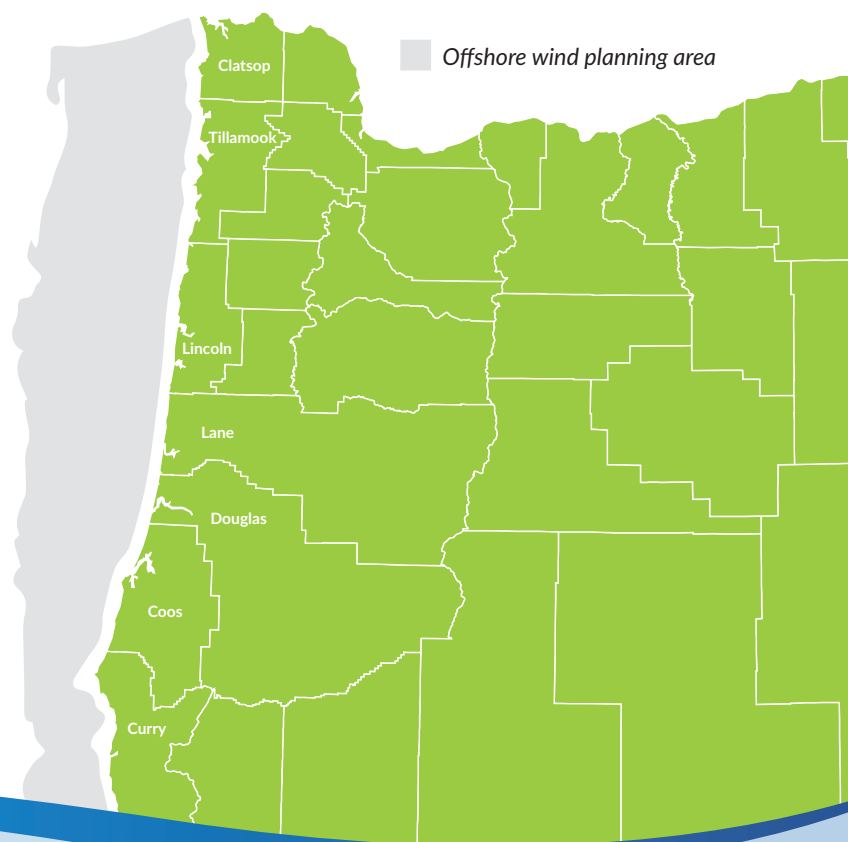 Clatsop
Offshore wind planning area
Tillamook
Lincoln
Lane
Douglas
Coos
Curry